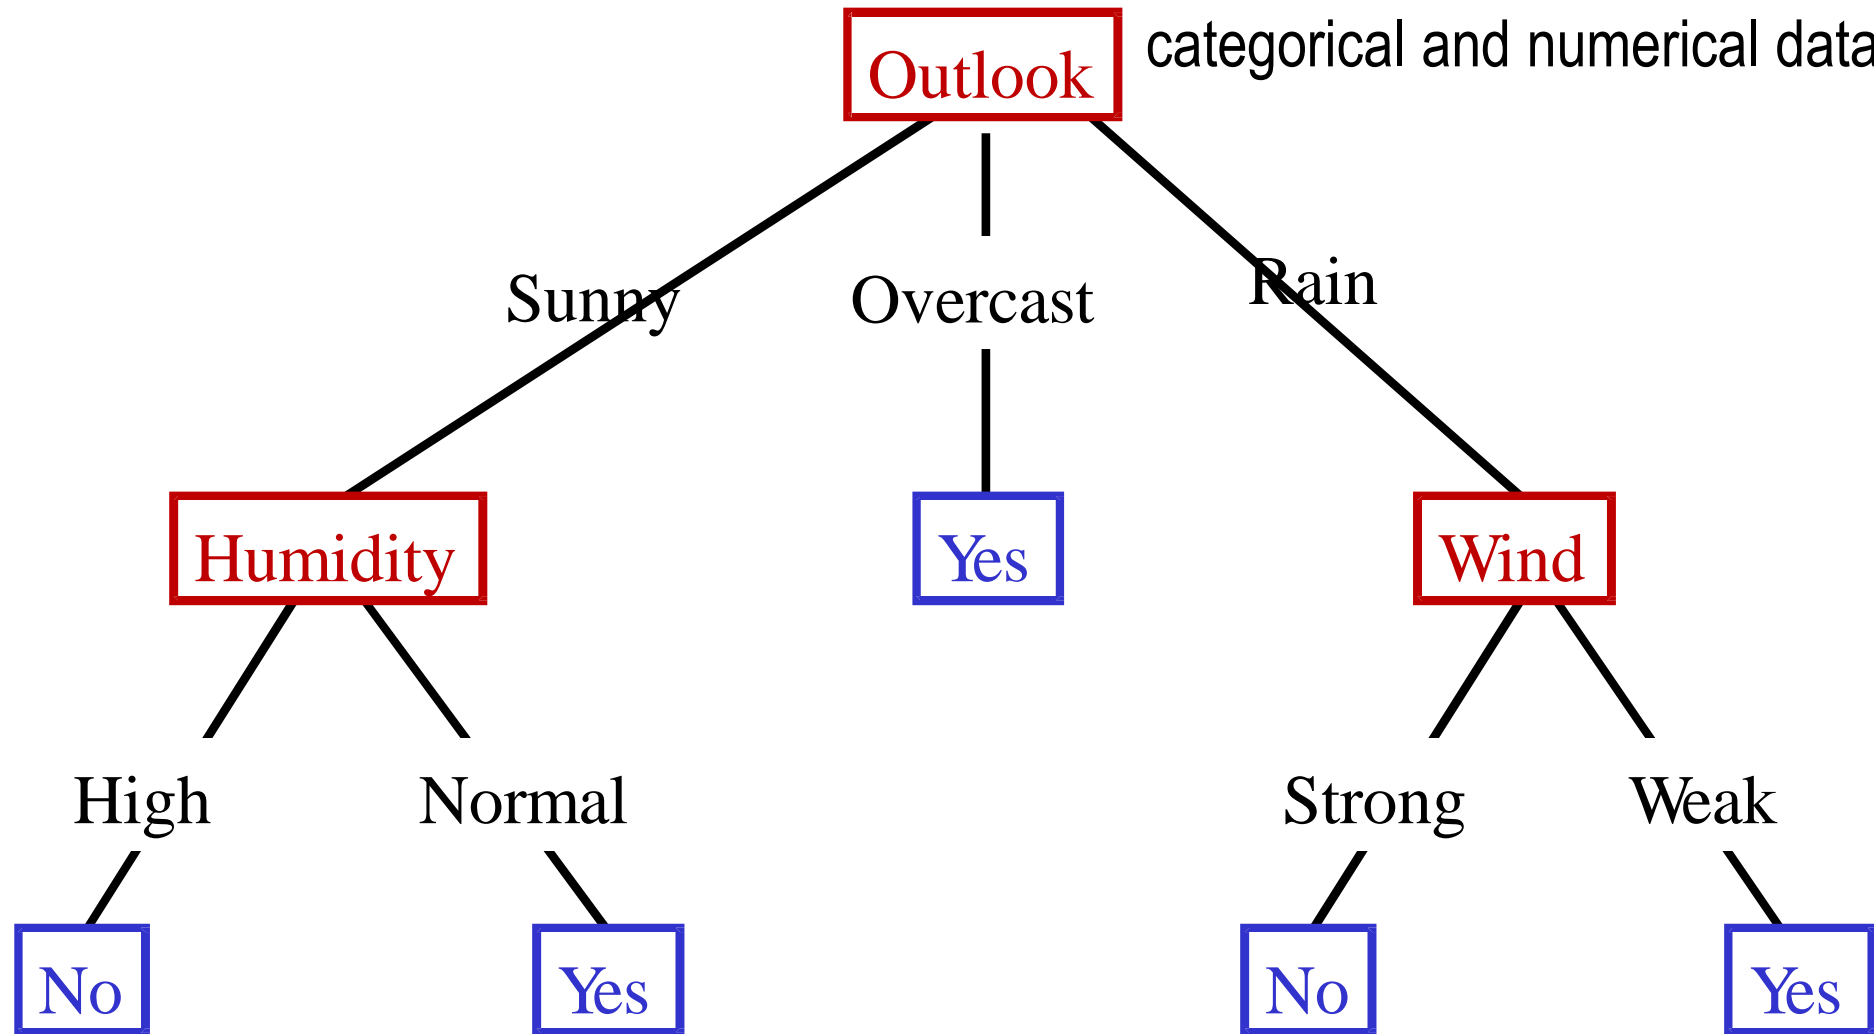 Outlook
categorical and numerical data
Sunny
Overcast
Rain
Humidity
Yes
Wind
High
Normal
Strong
Weak
No
Yes
No
Yes